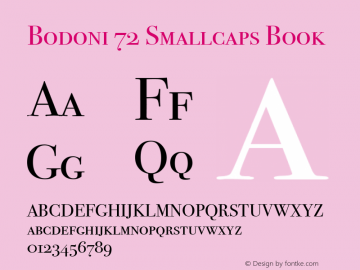 Bodoni 72 Smallcaps Book
Aa Ff A
Gg Qq
ABCDEFGHIJKLMNOPQRSTUVWXYZ
ABCDEFGHIJKLMNOPQRSTUVWXYZ
0123456789
© Design by fontke.com